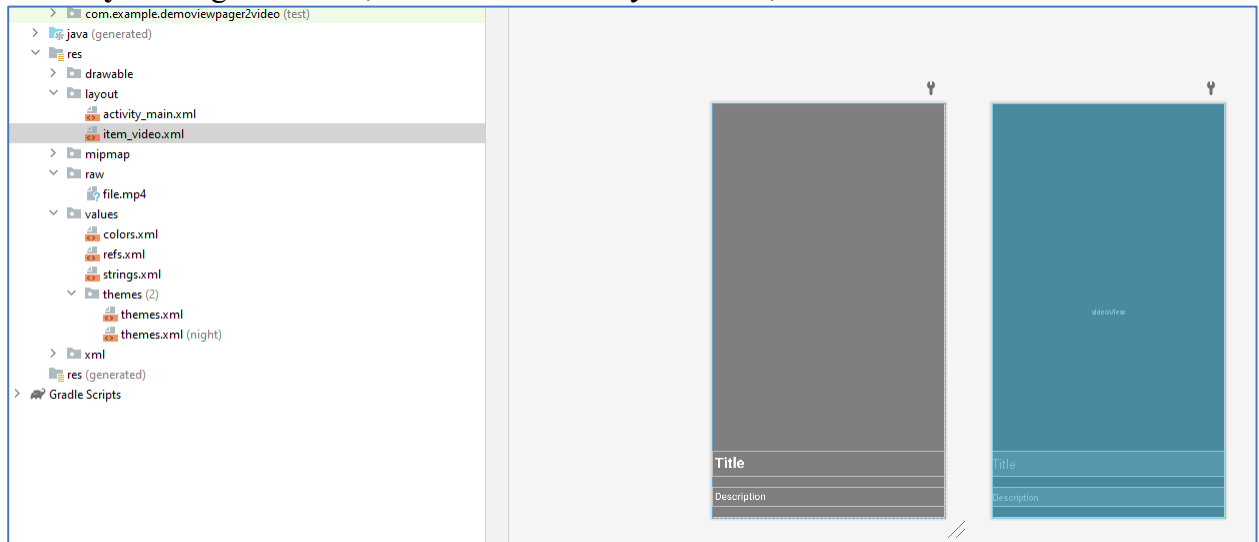 com.example.demoviewpager2video (test)
java (generated)
res
drawable
layout
activity_main.xml
item_video.xml
mipmap
raw
file.mp4
values
colors.xml
refs.xml
strings.xml
themes (2)
themes.xml
themes.xml (night)
xml
res (generated)
Gradle Scripts
Title
Description
videoView
Title
Description